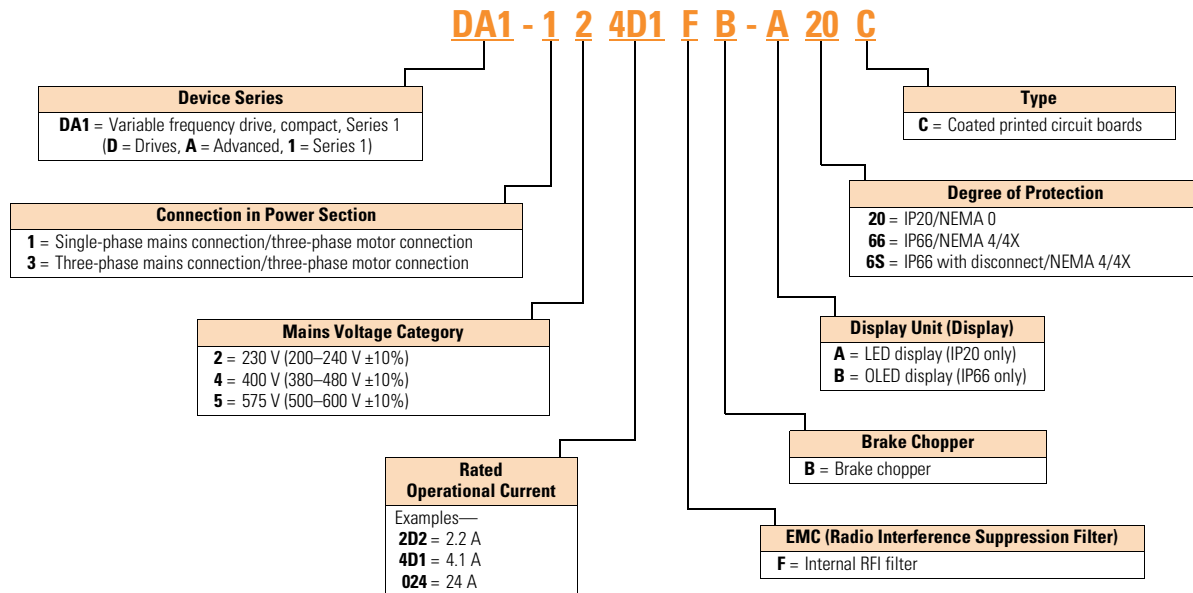 DA1 - 1 2 4D1 F B - A 20 C
Device Series
DA1 = Variable frequency drive, compact, Series 1
(D = Drives, A = Advanced, 1 = Series 1)
Connection in Power Section
1 = Single-phase mains connection/three-phase motor connection
3 = Three-phase mains connection/three-phase motor connection
Mains Voltage Category
2 = 230 V (200–240 V ±10%)
4 = 400 V (380–480 V ±10%)
5 = 575 V (500–600 V ±10%)
Rated
Operational Current
Examples—
2D2 = 2.2 A
4D1 = 4.1 A
024 = 24 A
Type
C = Coated printed circuit boards
Degree of Protection
20 = IP20/NEMA 0
66 = IP66/NEMA 4/4X
6S = IP66 with disconnect/NEMA 4/4X
Display Unit (Display)
A = LED display (IP20 only)
B = OLED display (IP66 only)
Brake Chopper
B = Brake chopper
EMC (Radio Interference Suppression Filter)
F = Internal RFI filter